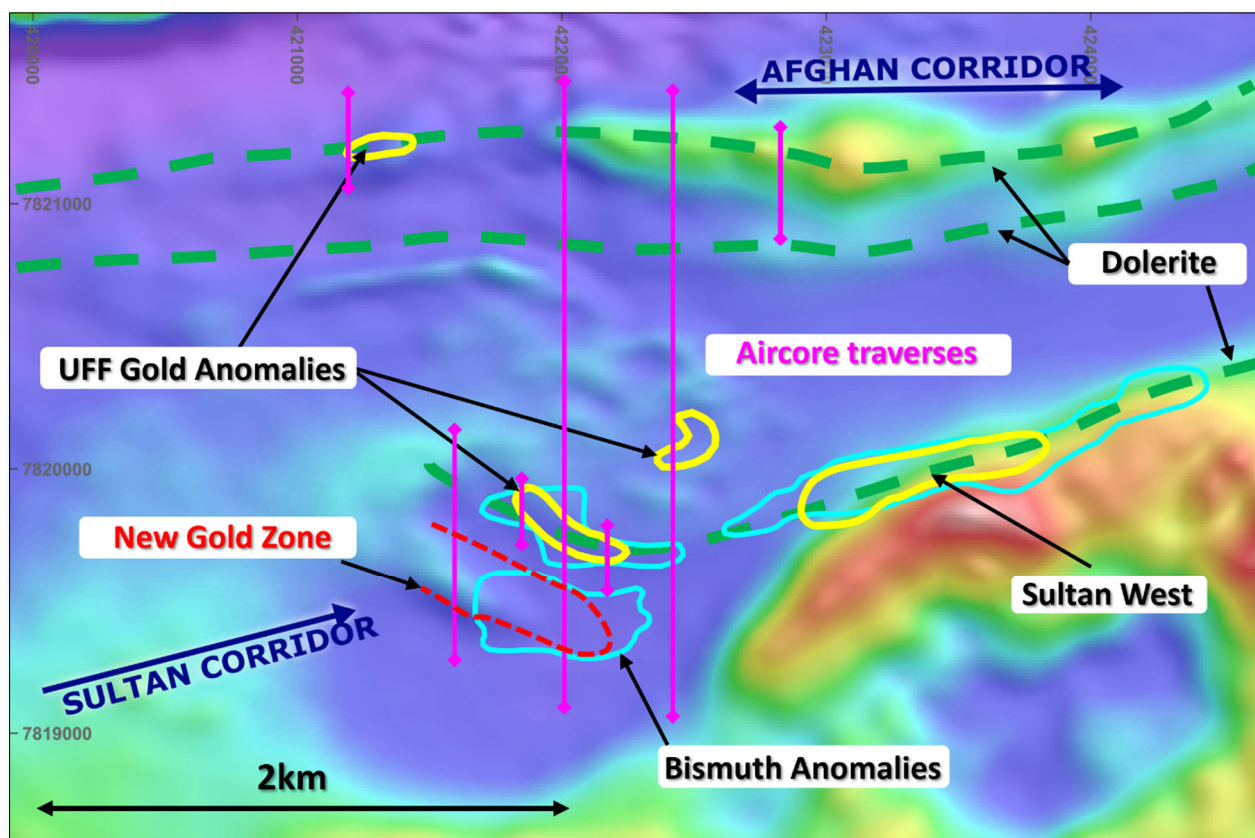 420000
421000
422000
423000
424000
AFGHAN CORRIDOR
7821000
Dolerite
UFF Gold Anomalies
Aircore traverses
7820000
New Gold Zone
Sultan West
SULTAN CORRIDOR
7819000
Bismuth Anomalies
2km